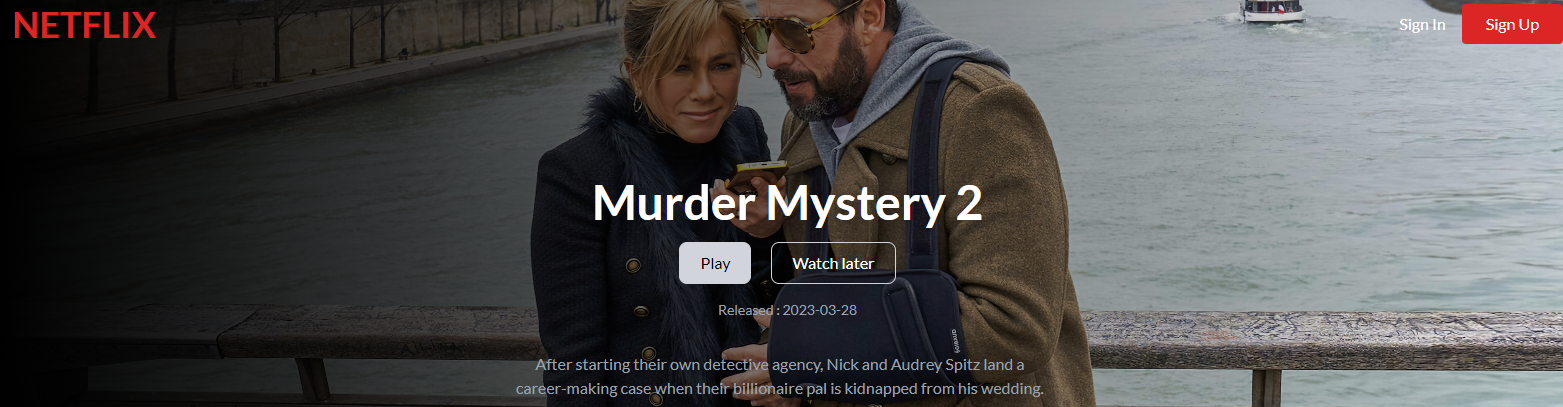 NETFLIX
Sign In
Sign Up
Murder Mystery 2
Play
Watch later
Released : 2023-03-28
After starting their own detective agency, Nick and Audrey Spitz land a
career-making case when their billionaire pal is kidnapped from his wedding.